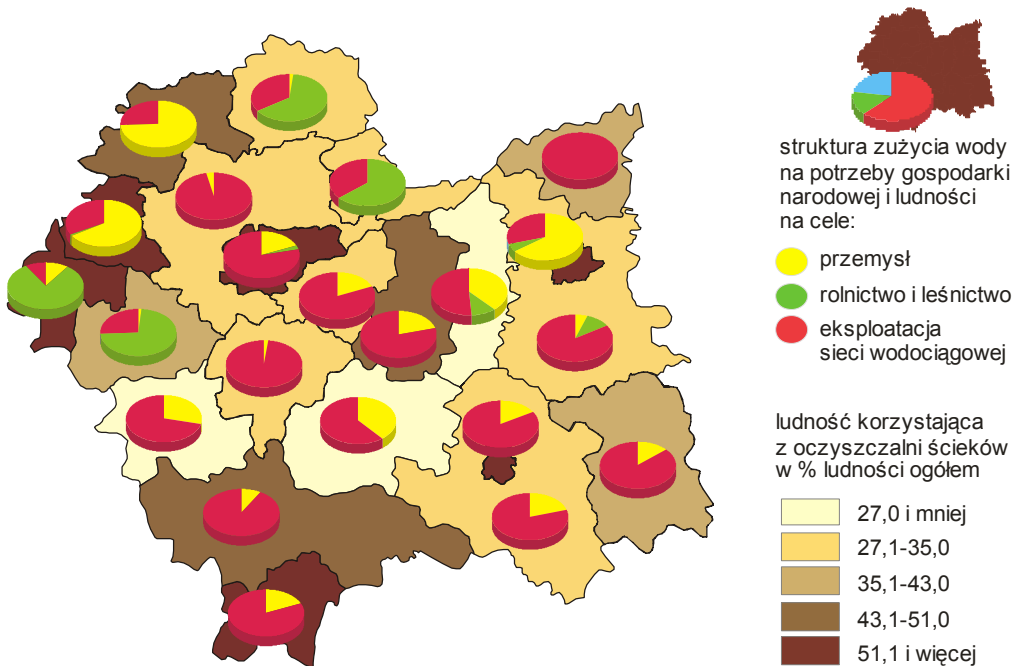 struktura zużycia wody
na potrzeby gospodarki
narodowej i ludności
na cele:
przemysł
rolnictwo i leśnictwo
eksploatacja
sieci wodociągowej
ludność korzystająca
z oczyszczalni ścieków
w % ludności ogółem
27,0 i mniej
27,1-35,0
35,1-43,0
43,1-51,0
51,1 i więcej